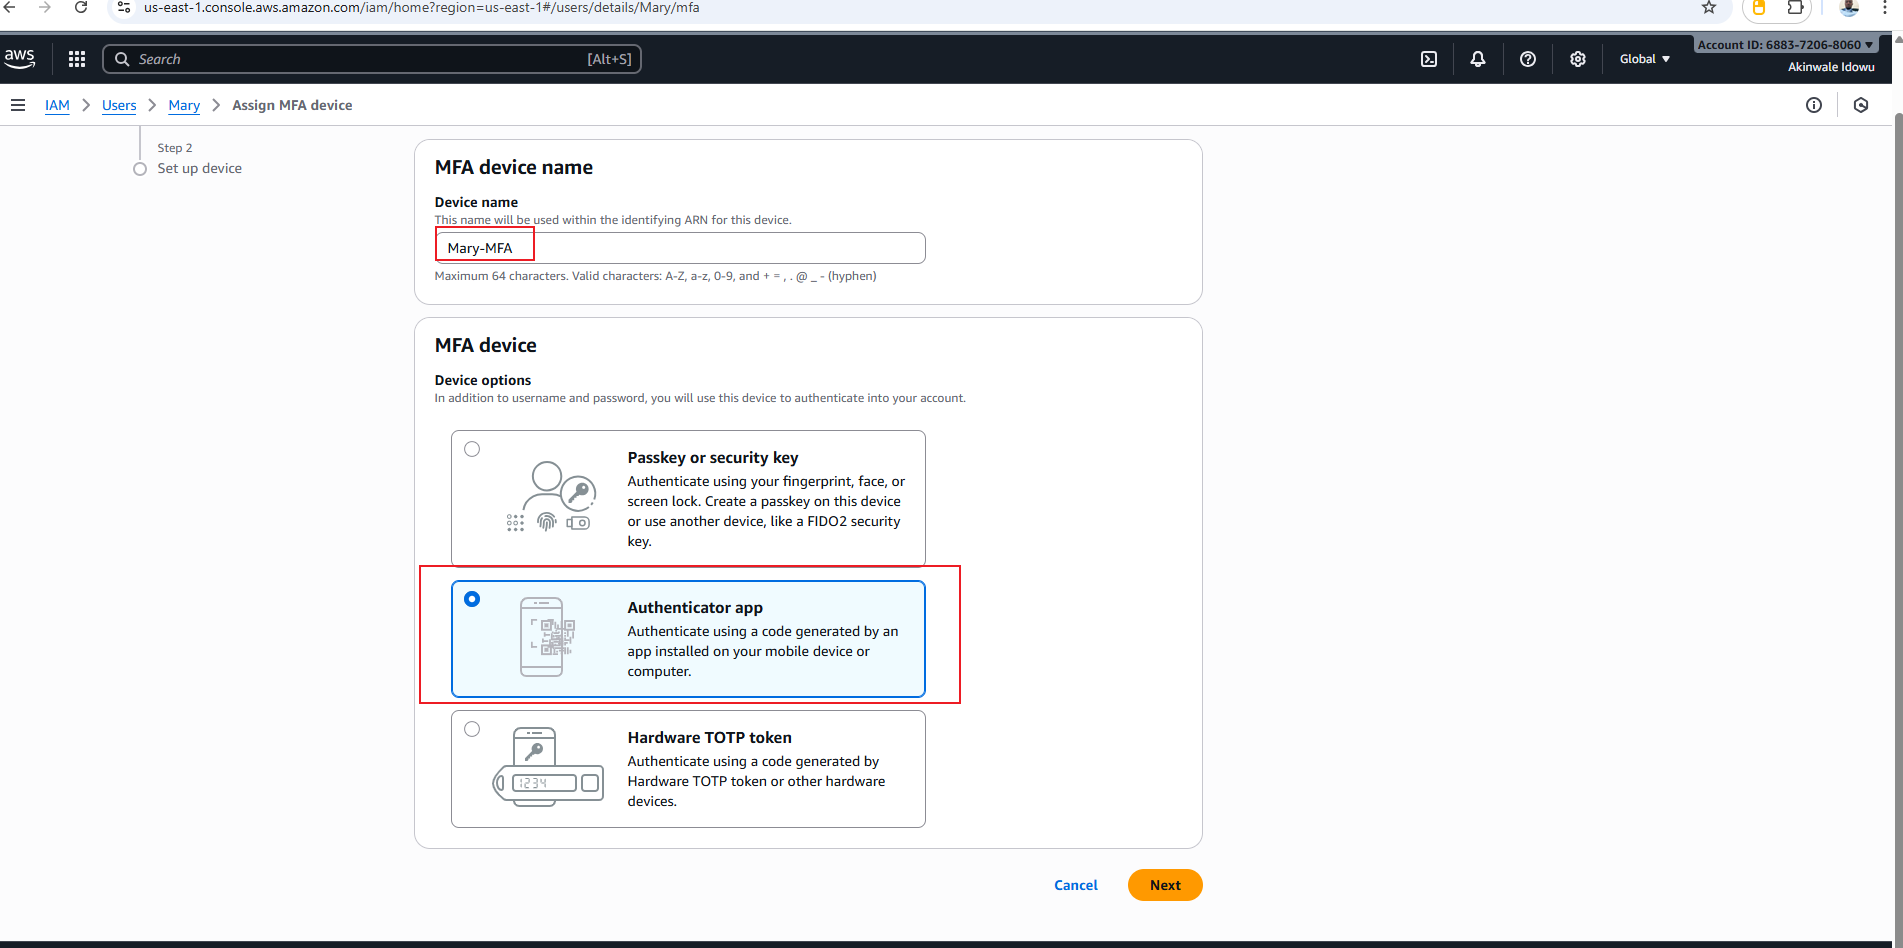 us-east-1.console.aws.amazon.com/iam/home?region=us-east-1#/users/details/Mary/mfa
aws
Search
[Alt+S]
Global
Account ID: 6883-7206-8060
Akinwale Idowu
IAM > Users > Mary > Assign MFA device
Step 2
Set up device
MFA device name
Device name
This name will be used within the identifying ARN for this device.
Mary-MFA
Maximum 64 characters. Valid characters: A-Z, a-z, 0-9, and + = , . @ _ - (hyphen)
MFA device
Device options
In addition to username and password, you will use this device to authenticate into your account.
Passkey or security key
Authenticate using your fingerprint, face, or
screen lock. Create a passkey on this device
or use another device, like a FIDO2 security
key.
Authenticator app
Authenticate using a code generated by an
app installed on your mobile device or
computer.
Hardware TOTP token
1234
Authenticate using a code generated by
Hardware TOTP token or other hardware
devices.
Cancel
Next